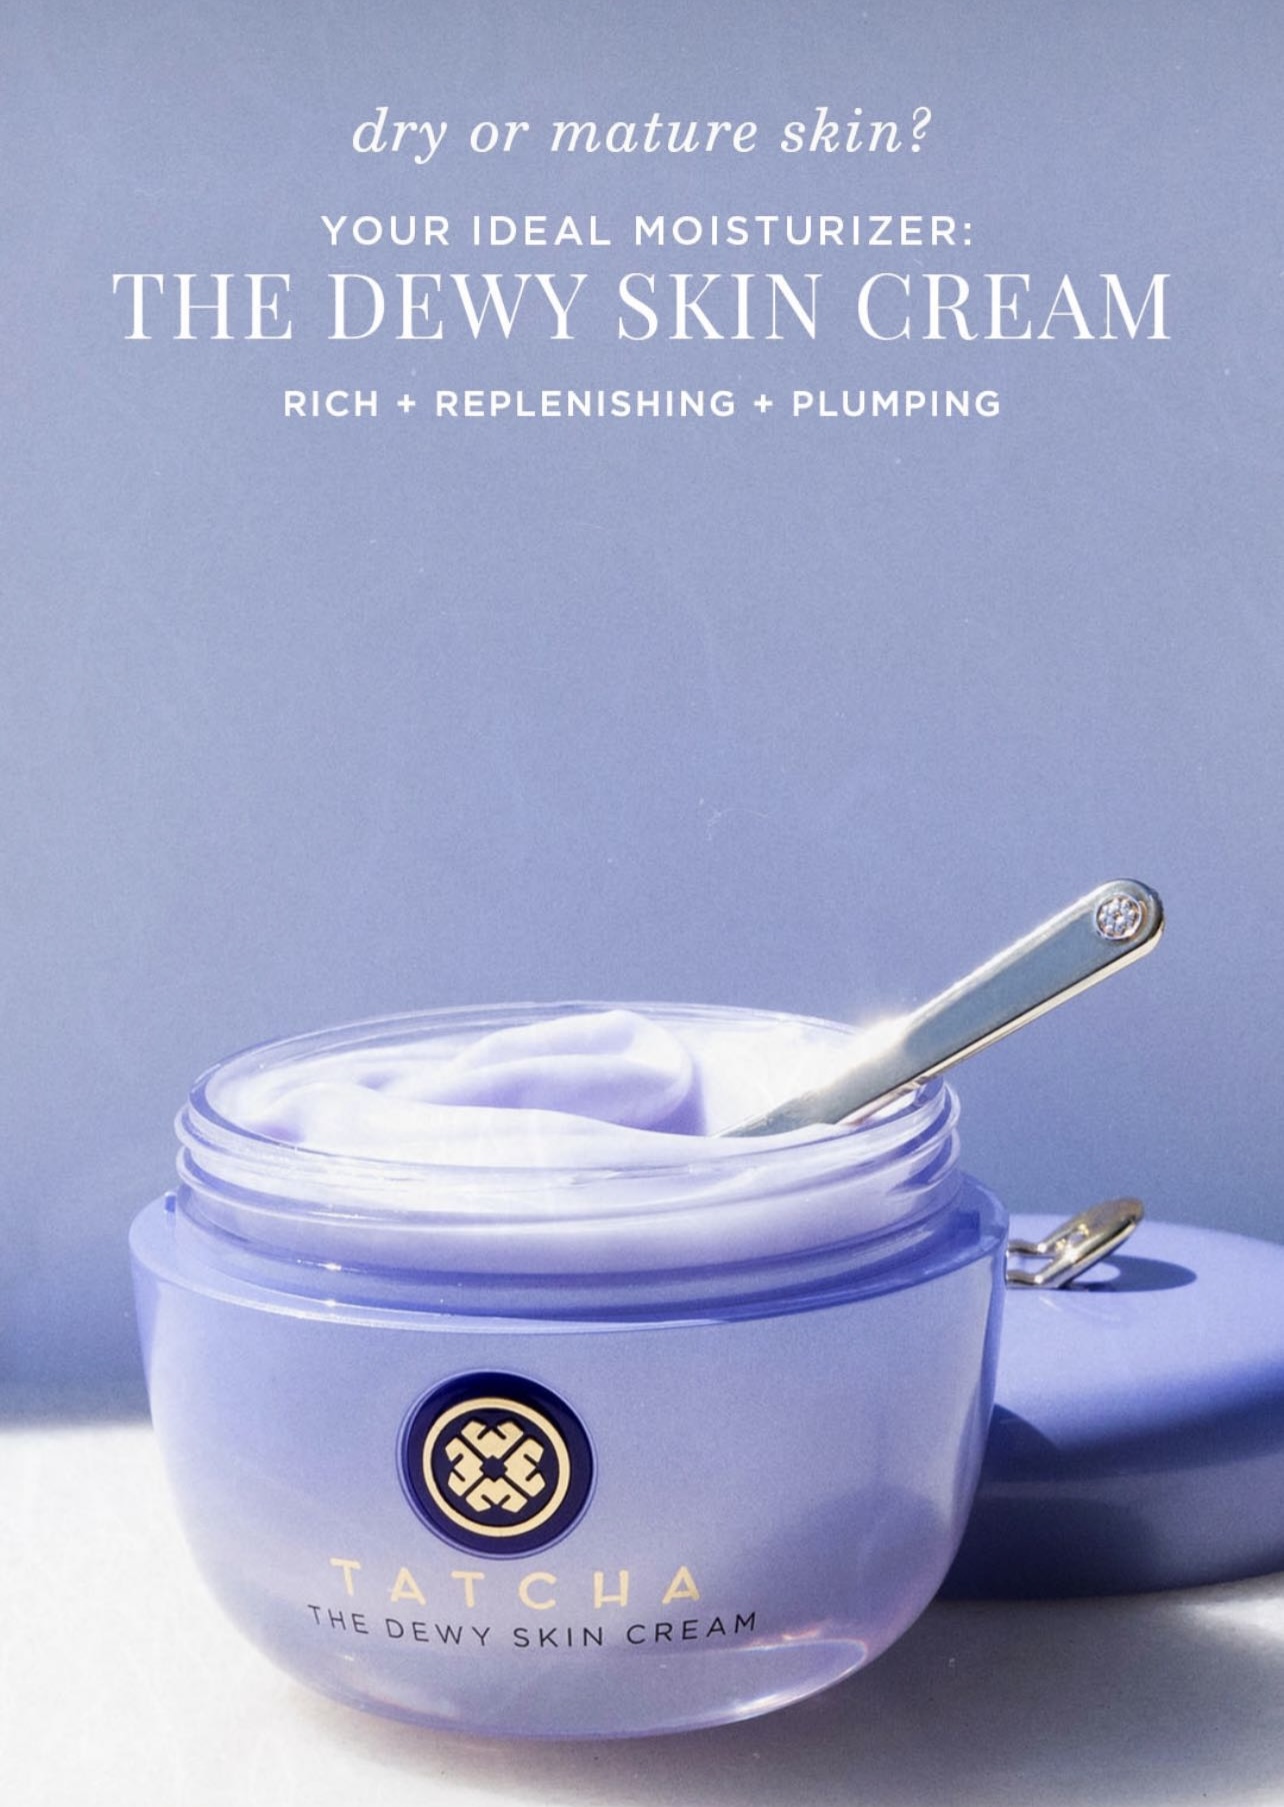 dry or mature skin?
YOUR IDEAL MOISTURIZER:
THE DEWY SKIN CREAM
RICH + REPLENISHING + PLUMPING
TATCHA
THE DEWY SKIN CREAM